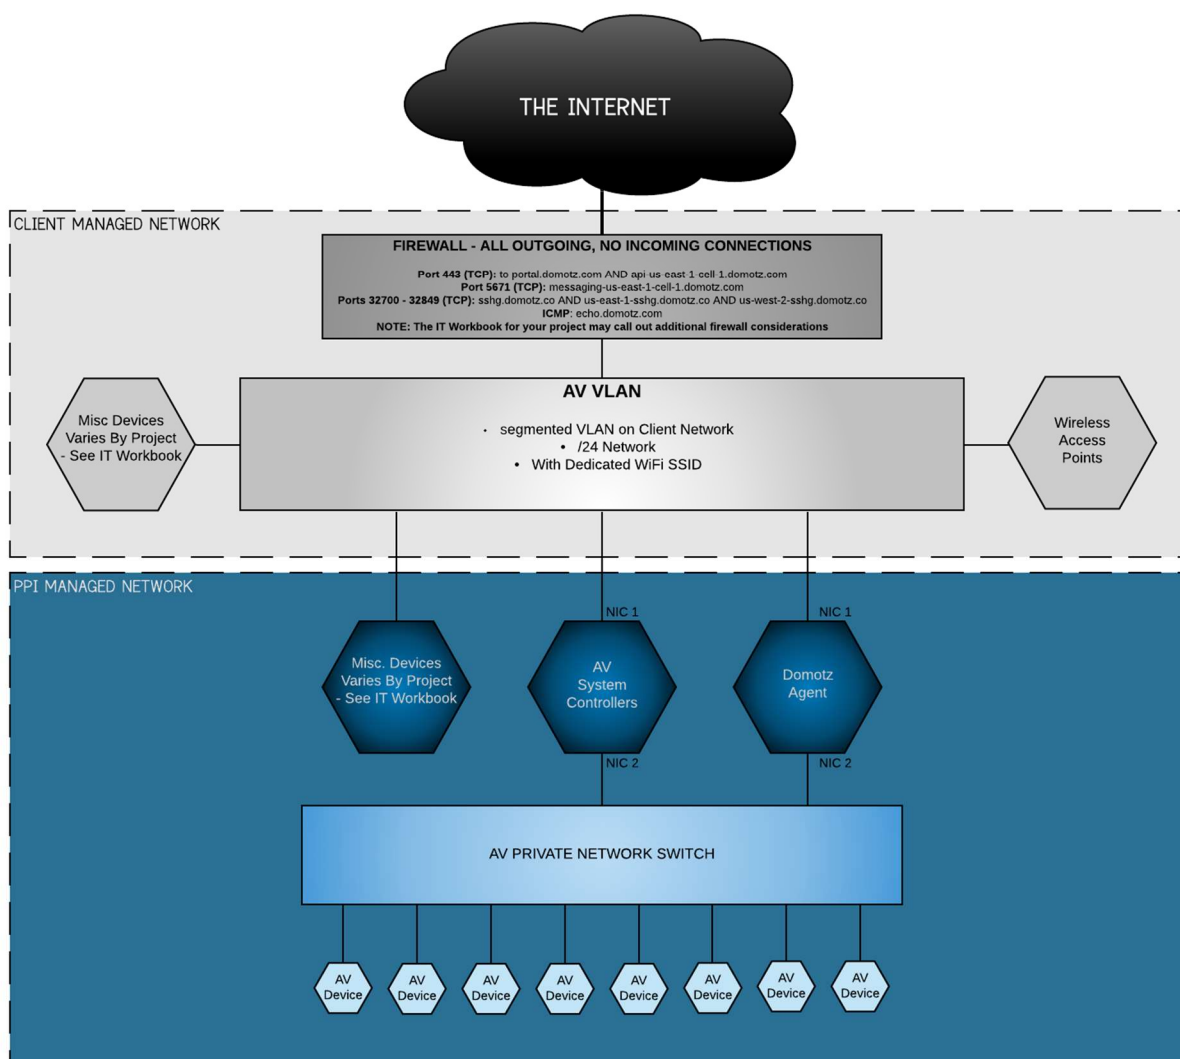 THE INTERNET
CLIENT MANAGED NETWORK
FIREWALL - ALL OUTGOING, NO INCOMING CONNECTIONS
Port 443 (TCP): to portal.domotz.com AND api-us-east-1-cell-1.domotz.com
Port 5671 (TCP): messaging-us-east-1-cell-1.domotz.com
Ports 32700 - 32849 (TCP): sshg.domotz.co AND us-east-1-sshg.domotz.co AND us-west-2-sshg.domotz.co
ICMP: echo.domotz.com
NOTE: The IT Workbook for your project may call out additional firewall considerations
Misc Devices
Varies By Project
- See IT Workbook
AV VLAN
• segmented VLAN on Client Network
• /24 Network
• With Dedicated WiFi SSID
Wireless
Access
Points
PPI MANAGED NETWORK
Misc. Devices
Varies By Project
- See IT Workbook
NIC 1
AV
System
Controllers
NIC 2
NIC 1
Domotz
Agent
NIC 2
AV PRIVATE NETWORK SWITCH
AV
Device
AV
Device
AV
Device
AV
Device
AV
Device
AV
Device
AV
Device
AV
Device